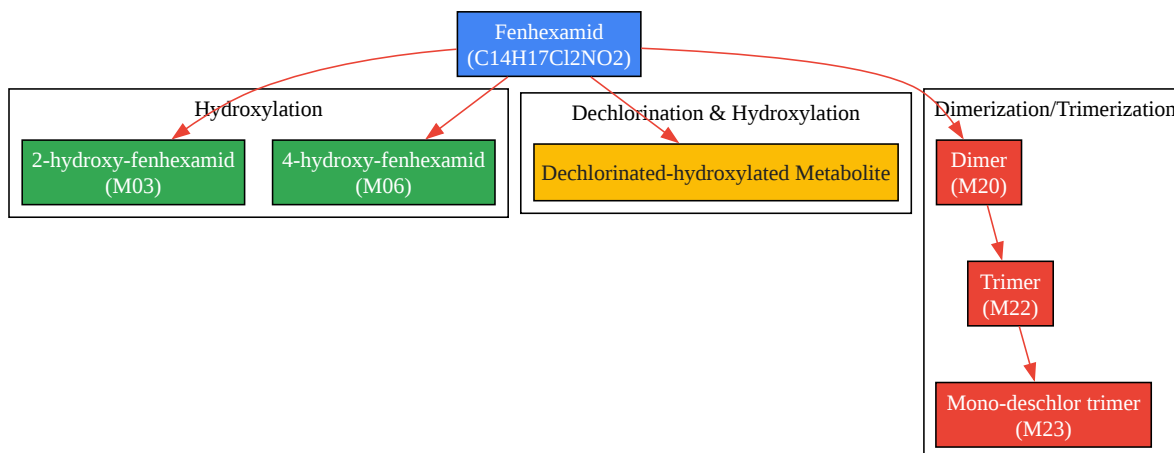 Fenhexamid
(C14H17Cl2NO2)
Hydroxylation
Dechlorination & Hydroxylation
Dimerization/Trimerization
2-hydroxy-fenhexamid
(M03)
4-hydroxy-fenhexamid
(M06)
Dechlorinated-hydroxylated Metabolite
Dimer
(M20)
Trimer
(M22)
Mono-deschlor trimer
(M23)